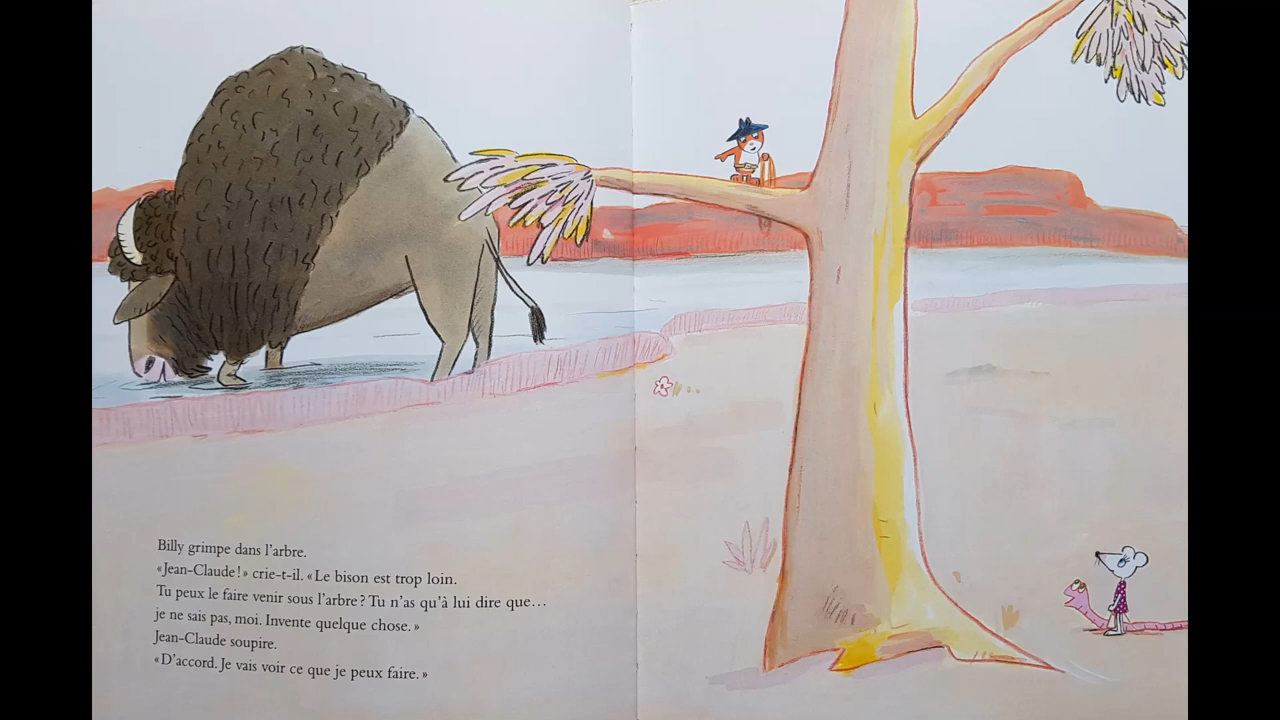 Billy grimpe dans l'arbre.
«Jean-Claude!» crie-t-il. «Le bison est trop loin.
Tu peux le faire venir sous l'arbre? Tu n'as qu'à lui dire que…
je ne sais pas, moi. Invente quelque chose.»
Jean-Claude soupire.
«D'accord. Je vais voir ce que je peux faire.»